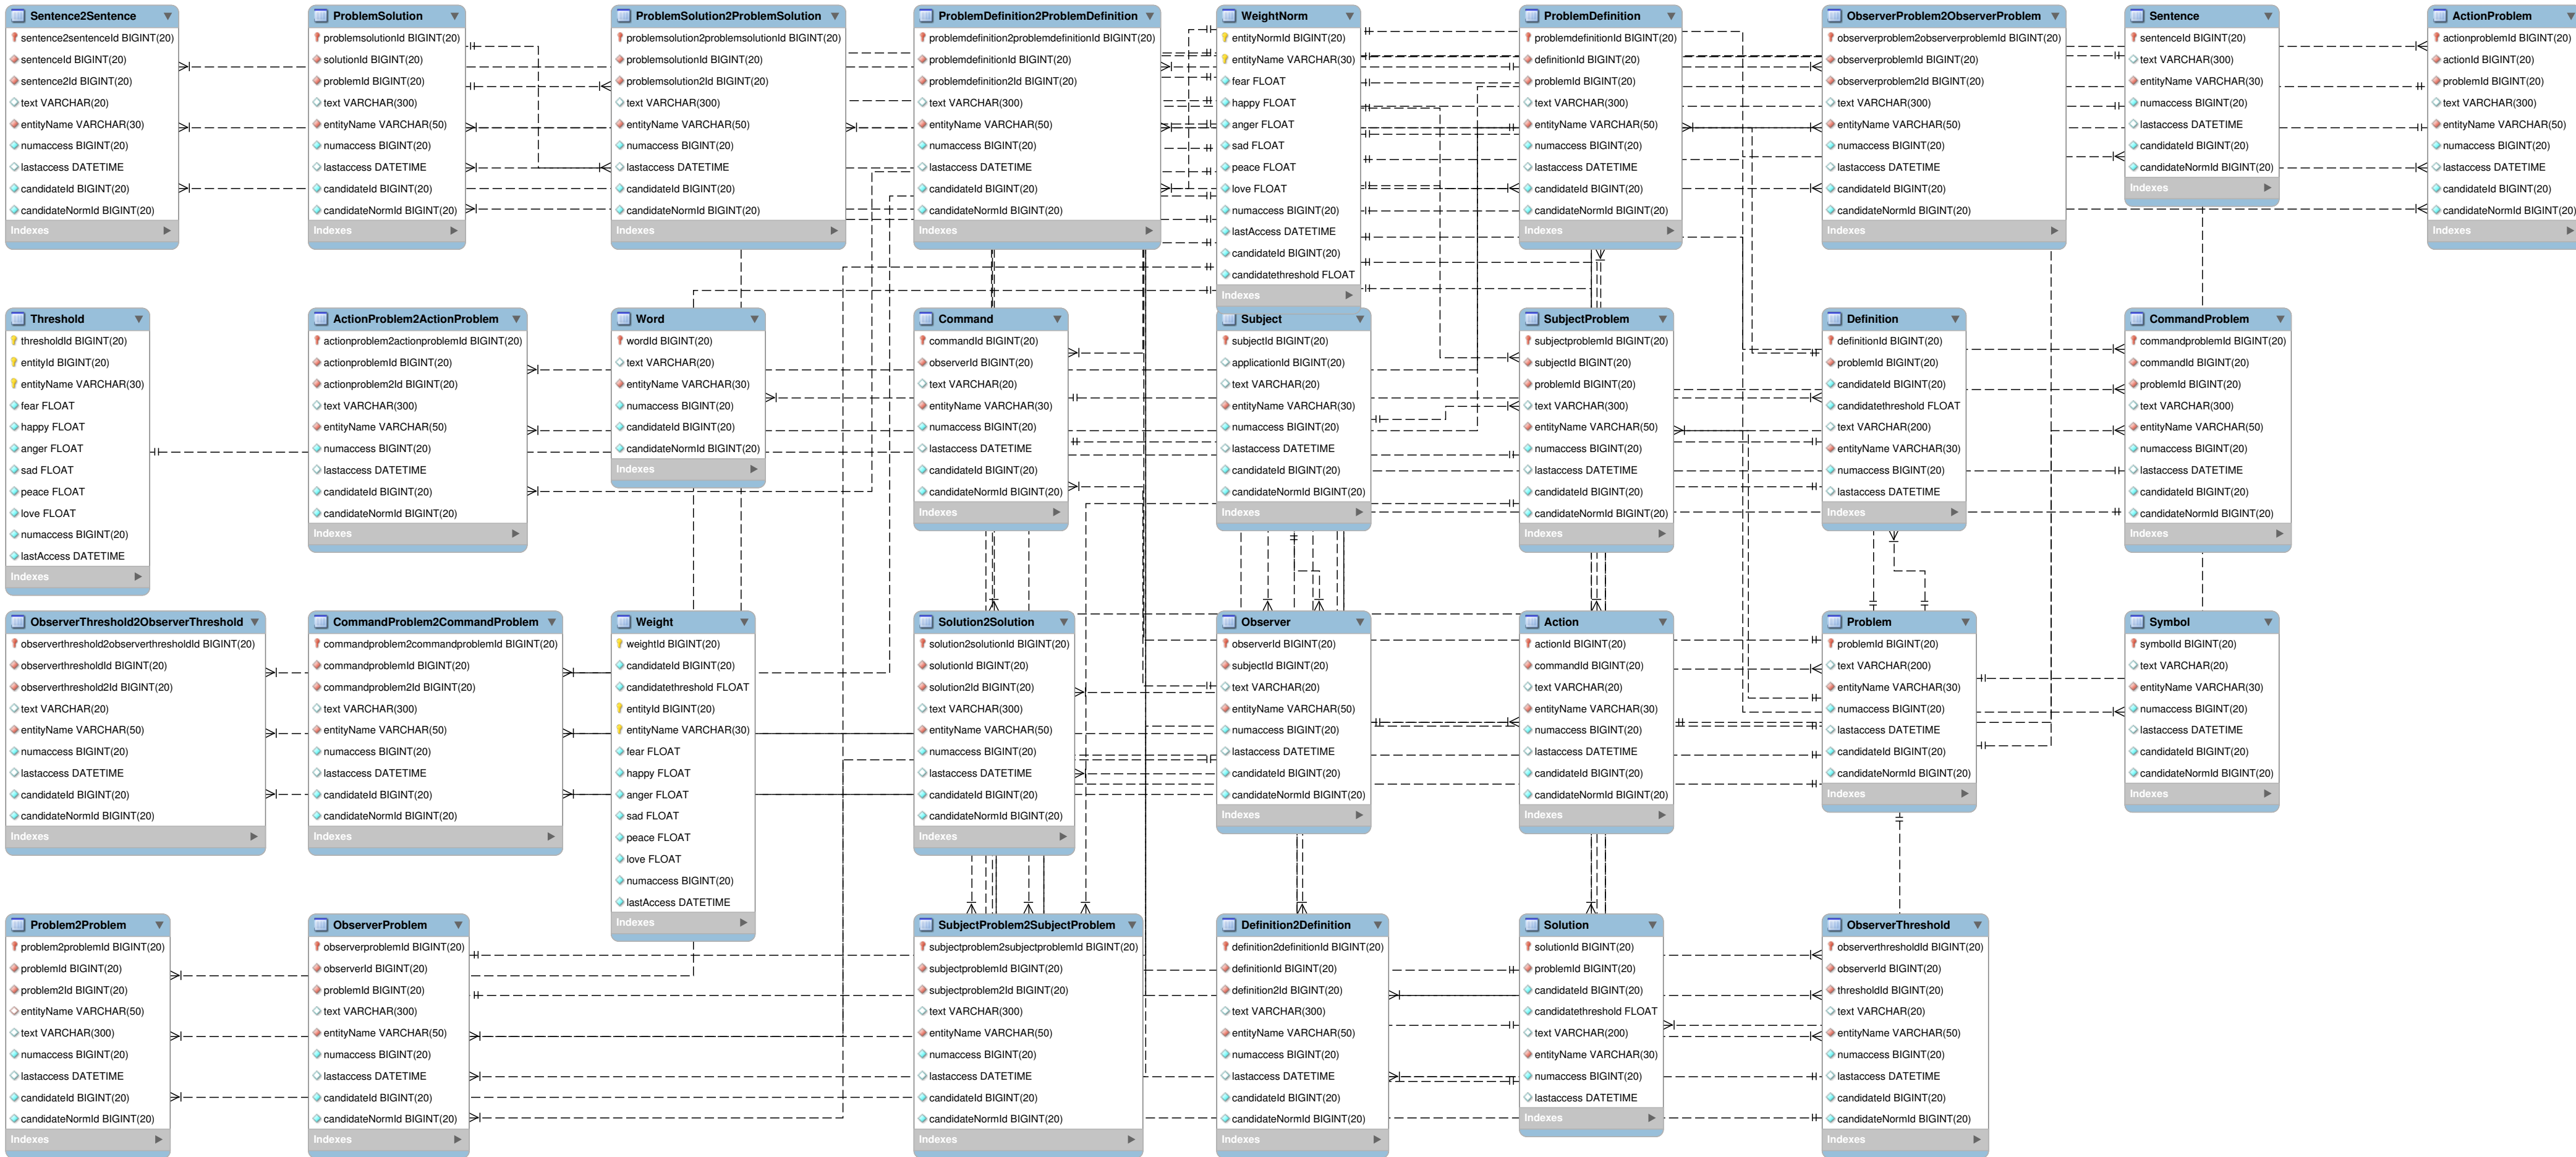 Sentence2Sentence
sentence2sentenceId BIGINT(20)
sentenceId BIGINT(20)
sentence2Id BIGINT(20)
text VARCHAR(20)
entityName VARCHAR(30)
numaccess BIGINT(20)
lastaccess DATETIME
candidateId BIGINT(20)
candidateNormId BIGINT(20)
Indexes
ProblemSolution
problemsolutionId BIGINT(20)
solutionId BIGINT(20)
problemId BIGINT(20)
text VARCHAR(300)
entityName VARCHAR(50)
numaccess BIGINT(20)
lastaccess DATETIME
candidateId BIGINT(20)
candidateNormId BIGINT(20)
Indexes
ProblemSolution2ProblemSolution
problemsolution2problemsolutionId BIGINT(20)
problemsolutionId BIGINT(20)
problemsolution2Id BIGINT(20)
text VARCHAR(300)
entityName VARCHAR(50)
numaccess BIGINT(20)
lastaccess DATETIME
candidateId BIGINT(20)
candidateNormId BIGINT(20)
Indexes
ProblemDefinition2ProblemDefinition
problemdefinition2problemdefinitionId BIGINT(20)
problemdefinitionId BIGINT(20)
problemdefinition2Id BIGINT(20)
text VARCHAR(300)
entityName VARCHAR(50)
numaccess BIGINT(20)
lastaccess DATETIME
candidateId BIGINT(20)
candidateNormId BIGINT(20)
Indexes
WeightNorm
entityNormId BIGINT(20)
entityName VARCHAR(30)
fear FLOAT
happy FLOAT
anger FLOAT
sad FLOAT
peace FLOAT
love FLOAT
numaccess BIGINT(20)
lastAccess DATETIME
candidateId BIGINT(20)
candidatethreshold FLOAT
Indexes
ProblemDefinition
problemdefinitionId BIGINT(20)
definitionId BIGINT(20)
problemId BIGINT(20)
text VARCHAR(300)
entityName VARCHAR(50)
numaccess BIGINT(20)
lastaccess DATETIME
candidateId BIGINT(20)
candidateNormId BIGINT(20)
Indexes
ObserverProblem2ObserverProblem
observerproblem2observerproblemId BIGINT(20)
observerproblemId BIGINT(20)
observerproblem2Id BIGINT(20)
text VARCHAR(300)
entityName VARCHAR(50)
numaccess BIGINT(20)
lastaccess DATETIME
candidateId BIGINT(20)
candidateNormId BIGINT(20)
Indexes
Sentence
sentenceId BIGINT(20)
text VARCHAR(300)
entityName VARCHAR(30)
numaccess BIGINT(20)
lastaccess DATETIME
candidateId BIGINT(20)
candidateNormId BIGINT(20)
Indexes
ActionProblem
actionproblemId BIGINT(20)
actionId BIGINT(20)
problemId BIGINT(20)
text VARCHAR(300)
entityName VARCHAR(50)
numaccess BIGINT(20)
lastaccess DATETIME
candidateId BIGINT(20)
candidateNormId BIGINT(20)
Indexes
Threshold
thresholdId BIGINT(20)
entityId BIGINT(20)
entityName VARCHAR(30)
fear FLOAT
happy FLOAT
anger FLOAT
sad FLOAT
peace FLOAT
love FLOAT
numaccess BIGINT(20)
lastAccess DATETIME
Indexes
ActionProblem2ActionProblem
actionproblem2actionproblemId BIGINT(20)
actionproblemId BIGINT(20)
actionproblem2Id BIGINT(20)
text VARCHAR(300)
entityName VARCHAR(50)
numaccess BIGINT(20)
lastaccess DATETIME
candidateId BIGINT(20)
candidateNormId BIGINT(20)
Indexes
Word
wordId BIGINT(20)
text VARCHAR(20)
entityName VARCHAR(30)
numaccess BIGINT(20)
candidateId BIGINT(20)
candidateNormId BIGINT(20)
Indexes
Command
commandId BIGINT(20)
observerId BIGINT(20)
text VARCHAR(20)
entityName VARCHAR(30)
numaccess BIGINT(20)
lastaccess DATETIME
candidateId BIGINT(20)
candidateNormId BIGINT(20)
Indexes
Subject
subjectId BIGINT(20)
applicationId BIGINT(20)
text VARCHAR(20)
entityName VARCHAR(30)
numaccess BIGINT(20)
lastaccess DATETIME
candidateId BIGINT(20)
candidateNormId BIGINT(20)
Indexes
SubjectProblem
subjectproblemId BIGINT(20)
subjectId BIGINT(20)
problemId BIGINT(20)
text VARCHAR(300)
entityName VARCHAR(50)
numaccess BIGINT(20)
lastaccess DATETIME
candidateId BIGINT(20)
candidateNormId BIGINT(20)
Indexes
Definition
definitionId BIGINT(20)
problemId BIGINT(20)
candidateId BIGINT(20)
candidatethreshold FLOAT
text VARCHAR(200)
entityName VARCHAR(30)
numaccess BIGINT(20)
lastaccess DATETIME
Indexes
CommandProblem
commandproblemId BIGINT(20)
commandId BIGINT(20)
problemId BIGINT(20)
text VARCHAR(300)
entityName VARCHAR(50)
numaccess BIGINT(20)
lastaccess DATETIME
candidateId BIGINT(20)
candidateNormId BIGINT(20)
Indexes
ObserverThreshold2ObserverThreshold
observerthreshold2observerthresholdId BIGINT(20)
observerthresholdId BIGINT(20)
observerthreshold2Id BIGINT(20)
text VARCHAR(20)
entityName VARCHAR(50)
numaccess BIGINT(20)
lastaccess DATETIME
candidateId BIGINT(20)
candidateNormId BIGINT(20)
Indexes
CommandProblem2CommandProblem
commandproblem2commandproblemId BIGINT(20)
commandproblemId BIGINT(20)
commandproblem2Id BIGINT(20)
text VARCHAR(300)
entityName VARCHAR(50)
numaccess BIGINT(20)
lastaccess DATETIME
candidateId BIGINT(20)
candidateNormId BIGINT(20)
Indexes
Weight
weightId BIGINT(20)
candidateId BIGINT(20)
candidatethreshold FLOAT
entityId BIGINT(20)
entityName VARCHAR(30)
fear FLOAT
happy FLOAT
anger FLOAT
sad FLOAT
peace FLOAT
love FLOAT
numaccess BIGINT(20)
lastAccess DATETIME
Indexes
Solution2Solution
solution2solutionId BIGINT(20)
solutionId BIGINT(20)
solution2Id BIGINT(20)
text VARCHAR(300)
entityName VARCHAR(50)
numaccess BIGINT(20)
lastaccess DATETIME
candidateId BIGINT(20)
candidateNormId BIGINT(20)
Indexes
Observer
observerId BIGINT(20)
subjectId BIGINT(20)
text VARCHAR(20)
entityName VARCHAR(50)
numaccess BIGINT(20)
lastaccess DATETIME
candidateId BIGINT(20)
candidateNormId BIGINT(20)
Indexes
Action
actionId BIGINT(20)
commandId BIGINT(20)
text VARCHAR(20)
entityName VARCHAR(30)
numaccess BIGINT(20)
lastaccess DATETIME
candidateId BIGINT(20)
candidateNormId BIGINT(20)
Indexes
Problem
problemId BIGINT(20)
text VARCHAR(200)
entityName VARCHAR(30)
numaccess BIGINT(20)
lastaccess DATETIME
candidateId BIGINT(20)
candidateNormId BIGINT(20)
Indexes
Symbol
symbolId BIGINT(20)
text VARCHAR(20)
entityName VARCHAR(30)
numaccess BIGINT(20)
lastaccess DATETIME
candidateId BIGINT(20)
candidateNormId BIGINT(20)
Indexes
Problem2Problem
problem2problemId BIGINT(20)
problemId BIGINT(20)
problem2Id BIGINT(20)
entityName VARCHAR(50)
text VARCHAR(300)
numaccess BIGINT(20)
lastaccess DATETIME
candidateId BIGINT(20)
candidateNormId BIGINT(20)
Indexes
ObserverProblem
observerproblemId BIGINT(20)
observerId BIGINT(20)
problemId BIGINT(20)
text VARCHAR(300)
entityName VARCHAR(50)
numaccess BIGINT(20)
lastaccess DATETIME
candidateId BIGINT(20)
candidateNormId BIGINT(20)
Indexes
SubjectProblem2SubjectProblem
subjectproblem2subjectproblemId BIGINT(20)
subjectproblemId BIGINT(20)
subjectproblem2Id BIGINT(20)
text VARCHAR(300)
entityName VARCHAR(50)
numaccess BIGINT(20)
lastaccess DATETIME
candidateId BIGINT(20)
candidateNormId BIGINT(20)
Indexes
Definition2Definition
definition2definitionId BIGINT(20)
definitionId BIGINT(20)
definition2Id BIGINT(20)
text VARCHAR(300)
entityName VARCHAR(50)
numaccess BIGINT(20)
lastaccess DATETIME
candidateId BIGINT(20)
candidateNormId BIGINT(20)
Indexes
Solution
solutionId BIGINT(20)
problemId BIGINT(20)
candidateId BIGINT(20)
candidatethreshold FLOAT
text VARCHAR(200)
entityName VARCHAR(30)
numaccess BIGINT(20)
lastaccess DATETIME
Indexes
ObserverThreshold
observerthresholdId BIGINT(20)
observerId BIGINT(20)
thresholdId BIGINT(20)
text VARCHAR(20)
entityName VARCHAR(50)
numaccess BIGINT(20)
lastaccess DATETIME
candidateId BIGINT(20)
candidateNormId BIGINT(20)
Indexes